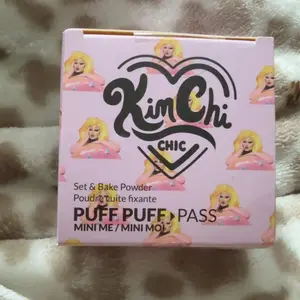 KimChi
CHIC
Set & Bake Powder
Poudre cuite fixante
PUFF PUFF ▸ PASS
MINI ME / MINI MOI